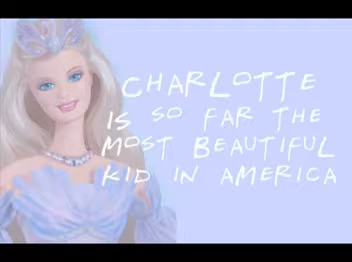 CHARLOTTE
IS SO FAR THE
MOST BEAUTIFUL
KID IN AMERICA